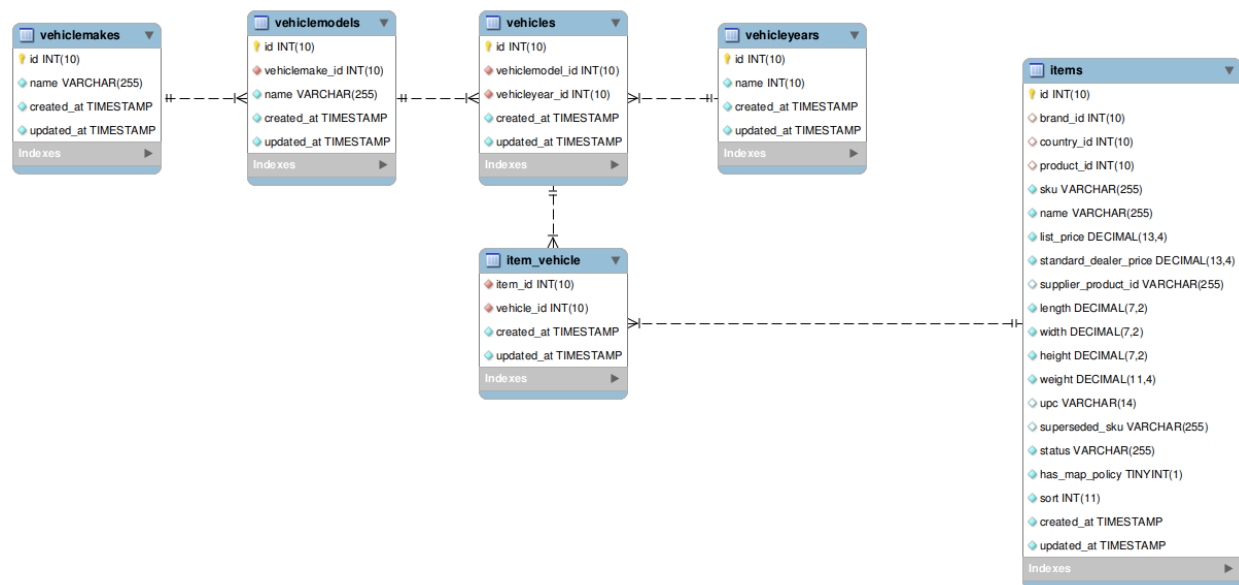 vehiclemakes
id INT(10)
name VARCHAR(255)
created_at TIMESTAMP
updated_at TIMESTAMP
Indexes
vehiclemodels
id INT(10)
vehiclemake_id INT(10)
name VARCHAR(255)
created_at TIMESTAMP
updated_at TIMESTAMP
Indexes
vehicles
id INT(10)
vehiclemodel_id INT(10)
vehicleyear_id INT(10)
created_at TIMESTAMP
updated_at TIMESTAMP
Indexes
vehicleyears
id INT(10)
name INT(10)
created_at TIMESTAMP
updated_at TIMESTAMP
Indexes
item_vehicle
item_id INT(10)
vehicle_id INT(10)
created_at TIMESTAMP
updated_at TIMESTAMP
Indexes
items
id INT(10)
brand_id INT(10)
country_id INT(10)
product_id INT(10)
sku VARCHAR(255)
name VARCHAR(255)
list_price DECIMAL(13,4)
standard_dealer_price DECIMAL(13,4)
supplier_product_id VARCHAR(255)
length DECIMAL(7,2)
width DECIMAL(7,2)
height DECIMAL(7,2)
weight DECIMAL(11,4)
upc VARCHAR(14)
superseded_sku VARCHAR(255)
status VARCHAR(255)
has_map_policy TINYINT(1)
sort INT(11)
created_at TIMESTAMP
updated_at TIMESTAMP
Indexes